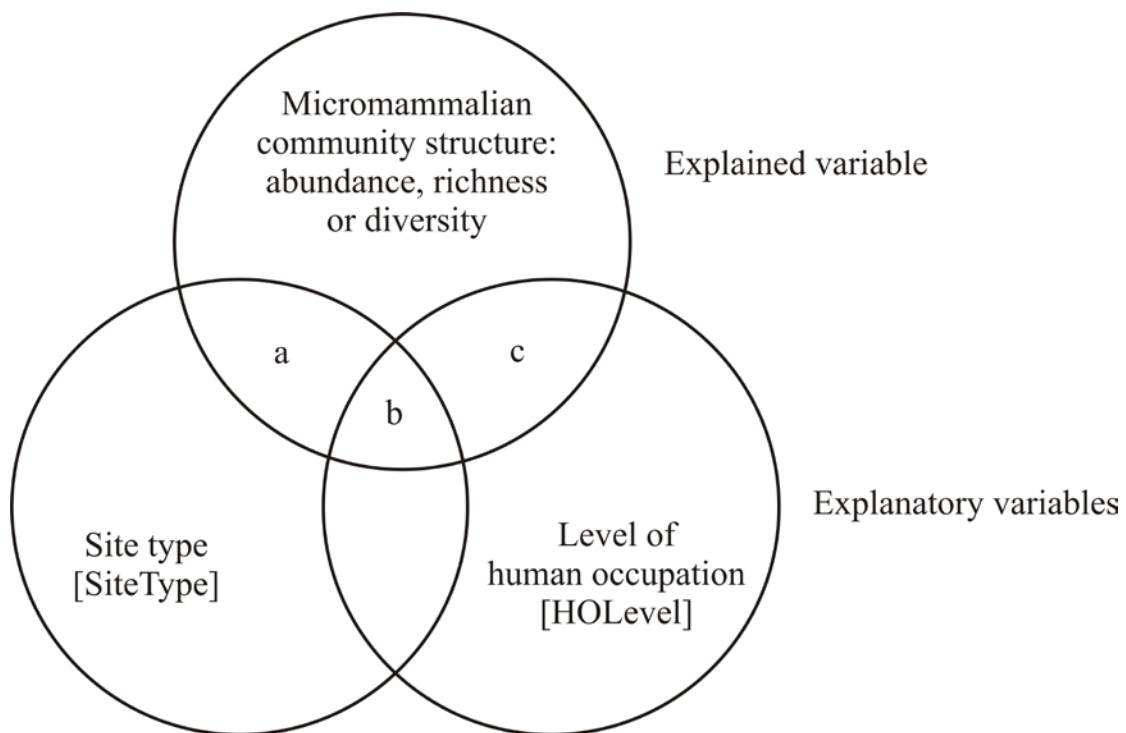 Micromammalian
community structure:
abundance, richness
or diversity
Explained variable
a
c
b
Explanatory variables
Site type
[SiteType]
Level of
human occupation
[HOLevel]